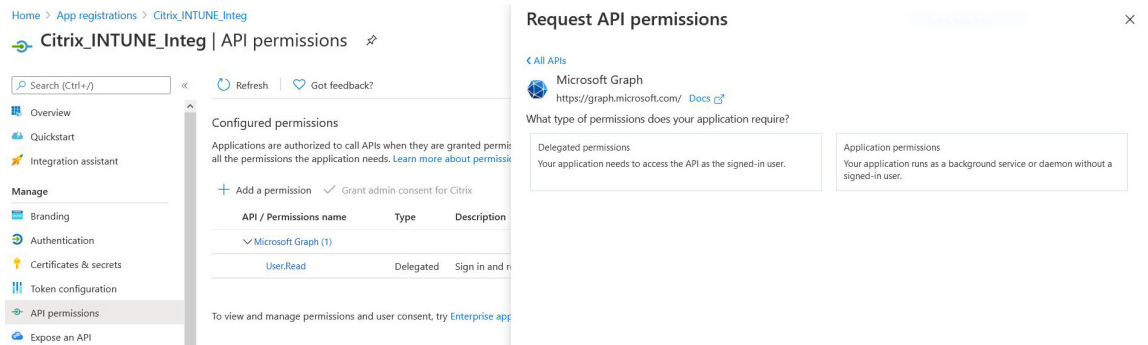 Home > App registrations > Citrix_INTUNE_Integ
Citrix_INTUNE_Integ | API permissions
Search (Ctrl+/)
«
Overview
Quickstart
Integration assistant
Manage
Branding
Authentication
Certificates & secrets
Token configuration
API permissions
Expose an API
Refresh
Got feedback?
Configured permissions
Applications are authorized to call APIs when they are granted permis
all the permissions the application needs. Learn more about permissio
Add a permission
Grant admin consent for Citrix
API / Permissions name Type Description
Microsoft Graph (1)
User.Read Delegated Sign in and r
To view and manage permissions and user consent, try Enterprise app
Request API permissions
< All APIs
Microsoft Graph
https://graph.microsoft.com/ Docs
What type of permissions does your application require?
Delegated permissions
Your application needs to access the API as the signed-in user.
Application permissions
Your application runs as a background service or daemon without a
signed-in user.